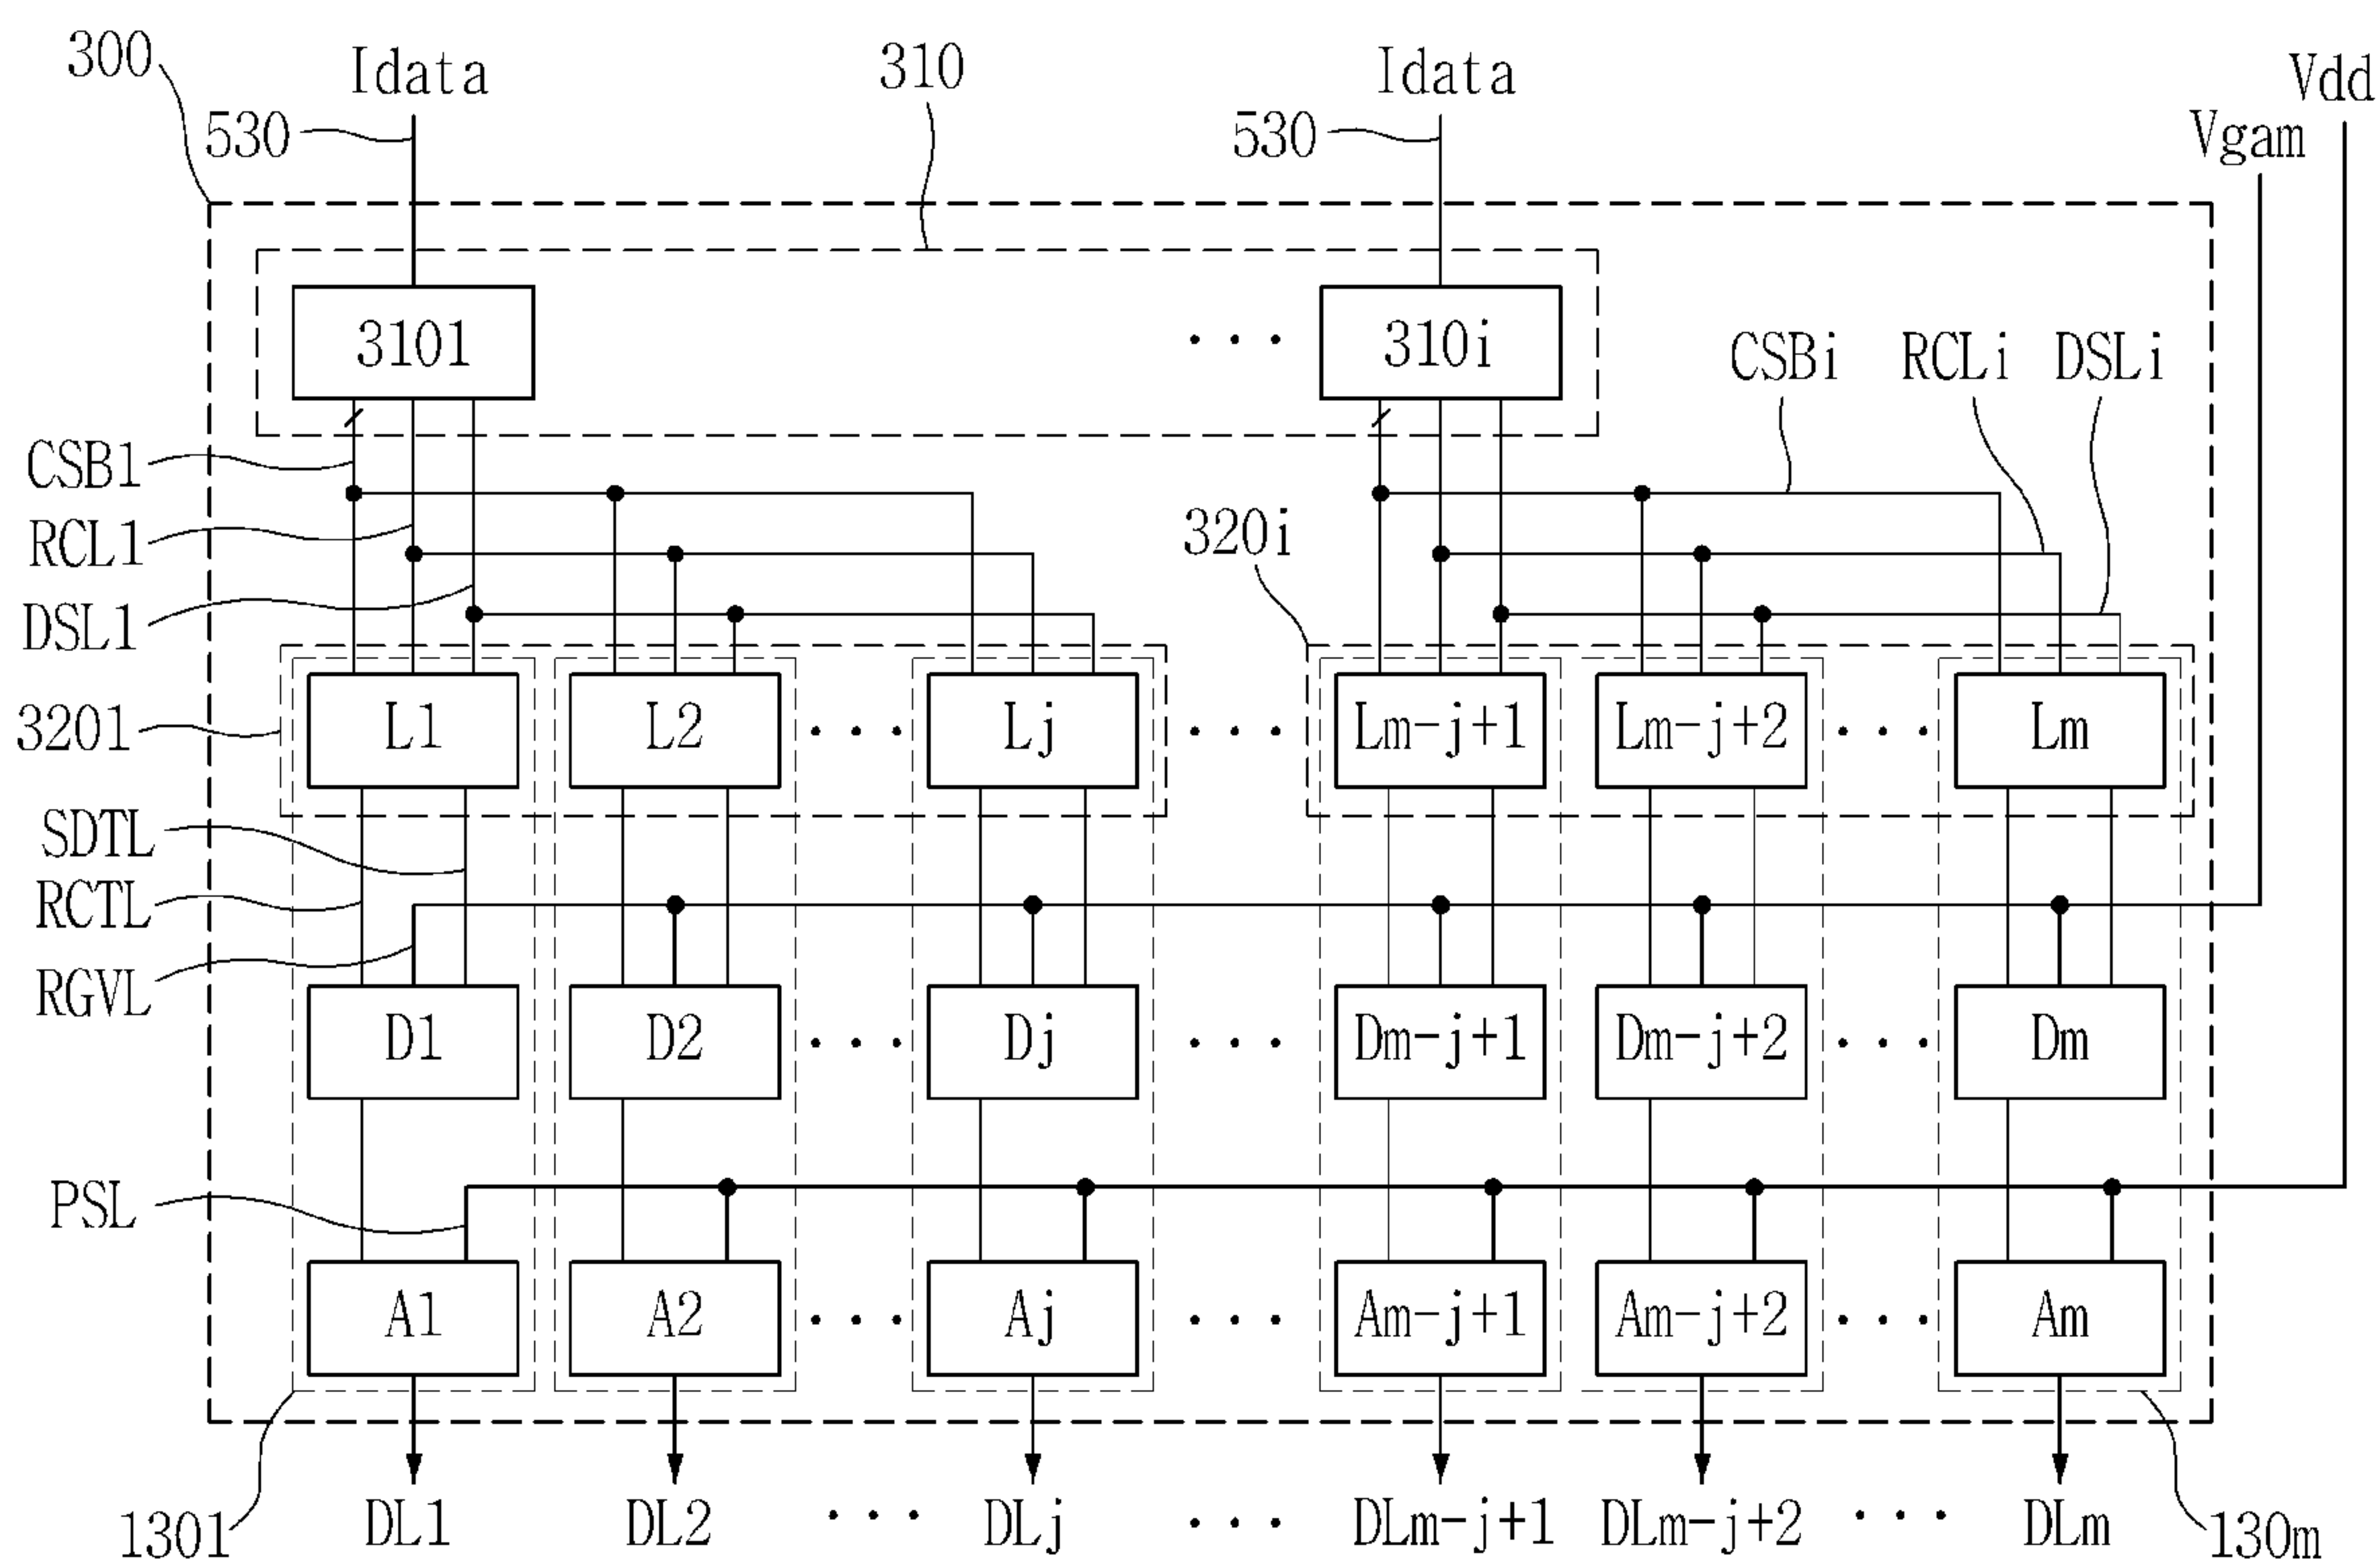 300 Idata 310 Idata Vdd
530 530 Vgam
3101 ... 310i CSBi RCLi DSLi
CSB1
RCL1 320i
DSL1
3201 L1 L2 ... Lj ... Lm-j+1 Lm-j+2 ... Lm
SDTL
RCTL
RGVL
D1 D2 ... Dj ... Dm-j+1 Dm-j+2 ... Dm
PSL
A1 A2 ... Aj ... Am-j+1 Am-j+2 ... Am
1301 DL1 DL2 ... DLj ... DLm-j+1 DLm-j+2 ... DLm 130m